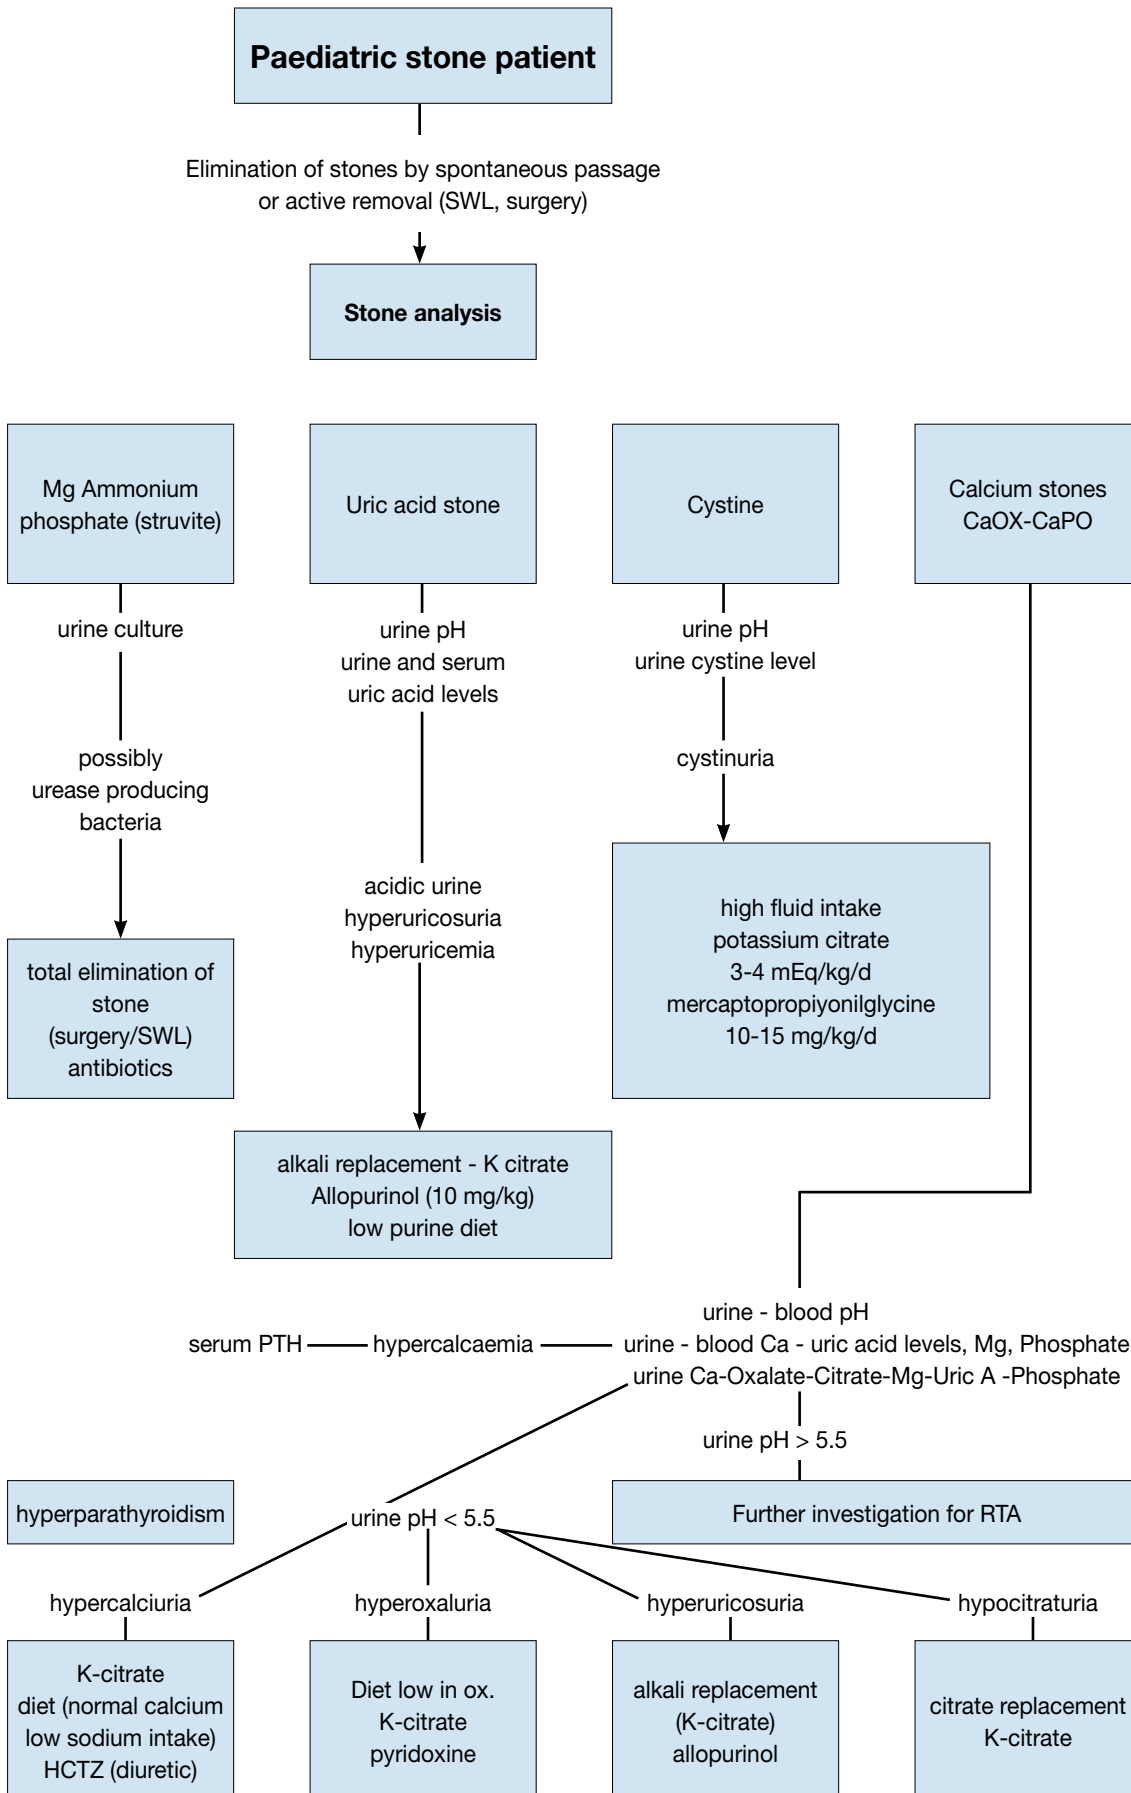 Paediatric stone patient
Elimination of stones by spontaneous passage
or active removal (SWL, surgery)
Stone analysis
Mg Ammonium
phosphate (struvite)
Uric acid stone
Cystine
Calcium stones
CaOX-CaPO
urine culture
urine pH
urine and serum
uric acid levels
urine pH
urine cystine level
possibly
urease producing
bacteria
cystinuria
acidic urine
hyperuricosuria
hyperuricemia
high fluid intake
potassium citrate
3-4 mEq/kg/d
mercaptopropiyonilglycine
10-15 mg/kg/d
total elimination of
stone
(surgery/SWL)
antibiotics
alkali replacement - K citrate
Allopurinol (10 mg/kg)
low purine diet
urine - blood pH
urine - blood Ca - uric acid levels, Mg, Phosphate
urine Ca-Oxalate-Citrate-Mg-Uric A -Phosphate
hypercalcaemia
serum PTH
urine pH > 5.5
hyperparathyroidism
urine pH < 5.5
Further investigation for RTA
hypercalciuria
hyperoxaluria
hyperuricosuria
hypocitraturia
K-citrate
diet (normal calcium
low sodium intake)
HCTZ (diuretic)
Diet low in ox.
K-citrate
pyridoxine
alkali replacement
(K-citrate)
allopurinol
citrate replacement
K-citrate